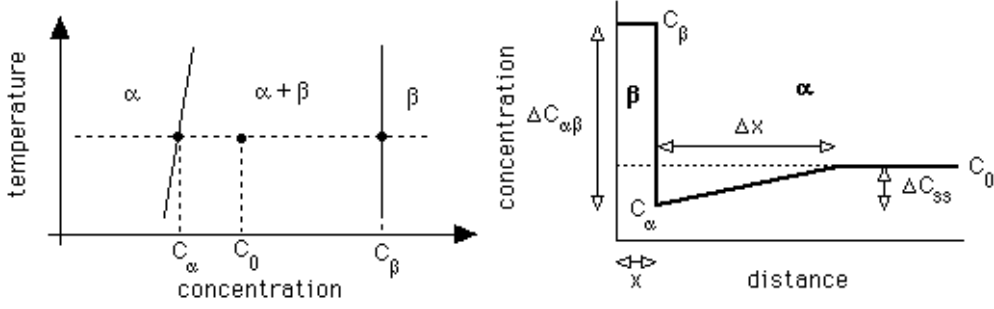 temperature
α
α + β
β
C_α
C_0
C_β
concentration
concentration
C_β
β
α
ΔC_αβ
Δx
C_0
ΔC_ss
C_α
x
distance